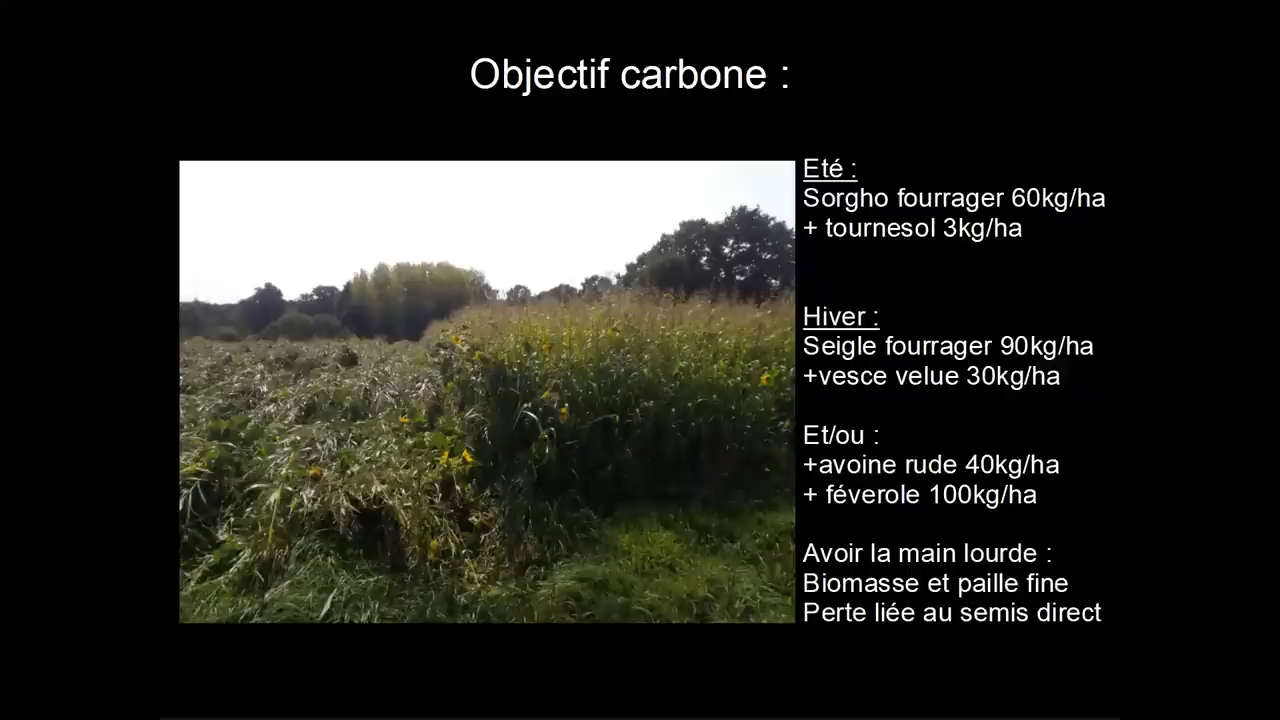 Objectif carbone :
Eté :
Sorgho fourrager 60kg/ha
+ tournesol 3kg/ha
Hiver :
Seigle fourrager 90kg/ha
+vesce velue 30kg/ha
Et/ou :
+avoine rude 40kg/ha
+ féverole 100kg/ha
Avoir la main lourde :
Biomasse et paille fine
Perte liée au semis direct